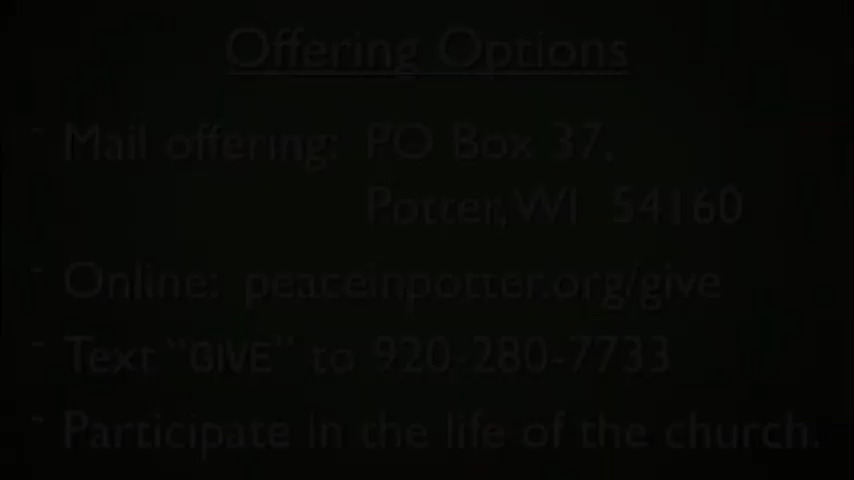 Offering Options
- Mail offering: PO Box 37,
Potter, WI 54160
- Online: peaceinpotter.org/give
- Text "GIVE" to 920-280-7733
- Participate in the life of the church.